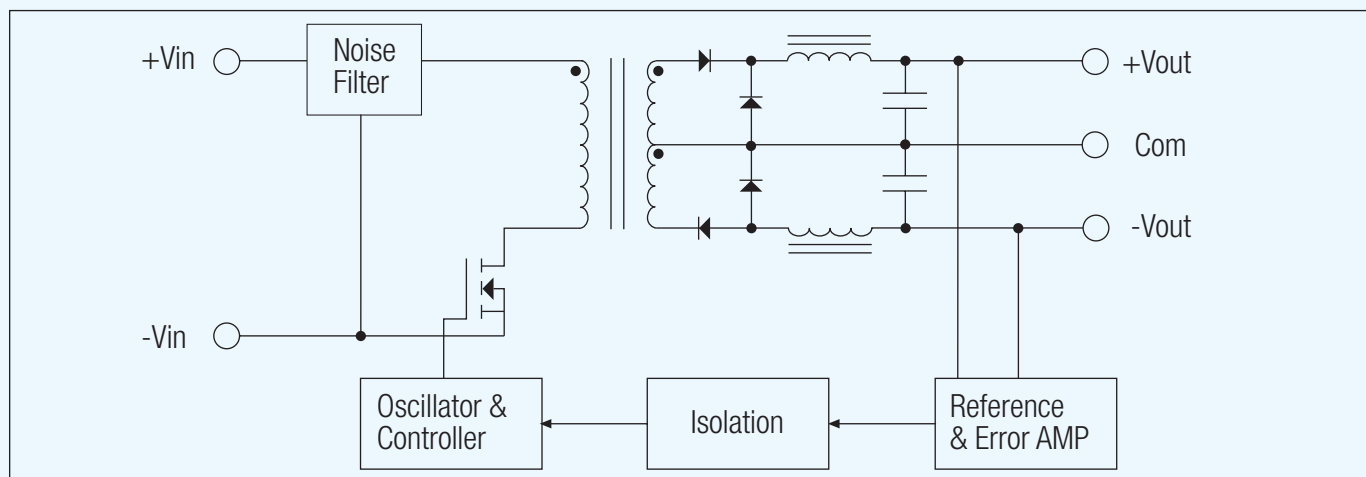 +Vin
Noise
Filter
+Vout
Com
-Vout
-Vin
Oscillator &
Controller
Isolation
Reference
& Error AMP